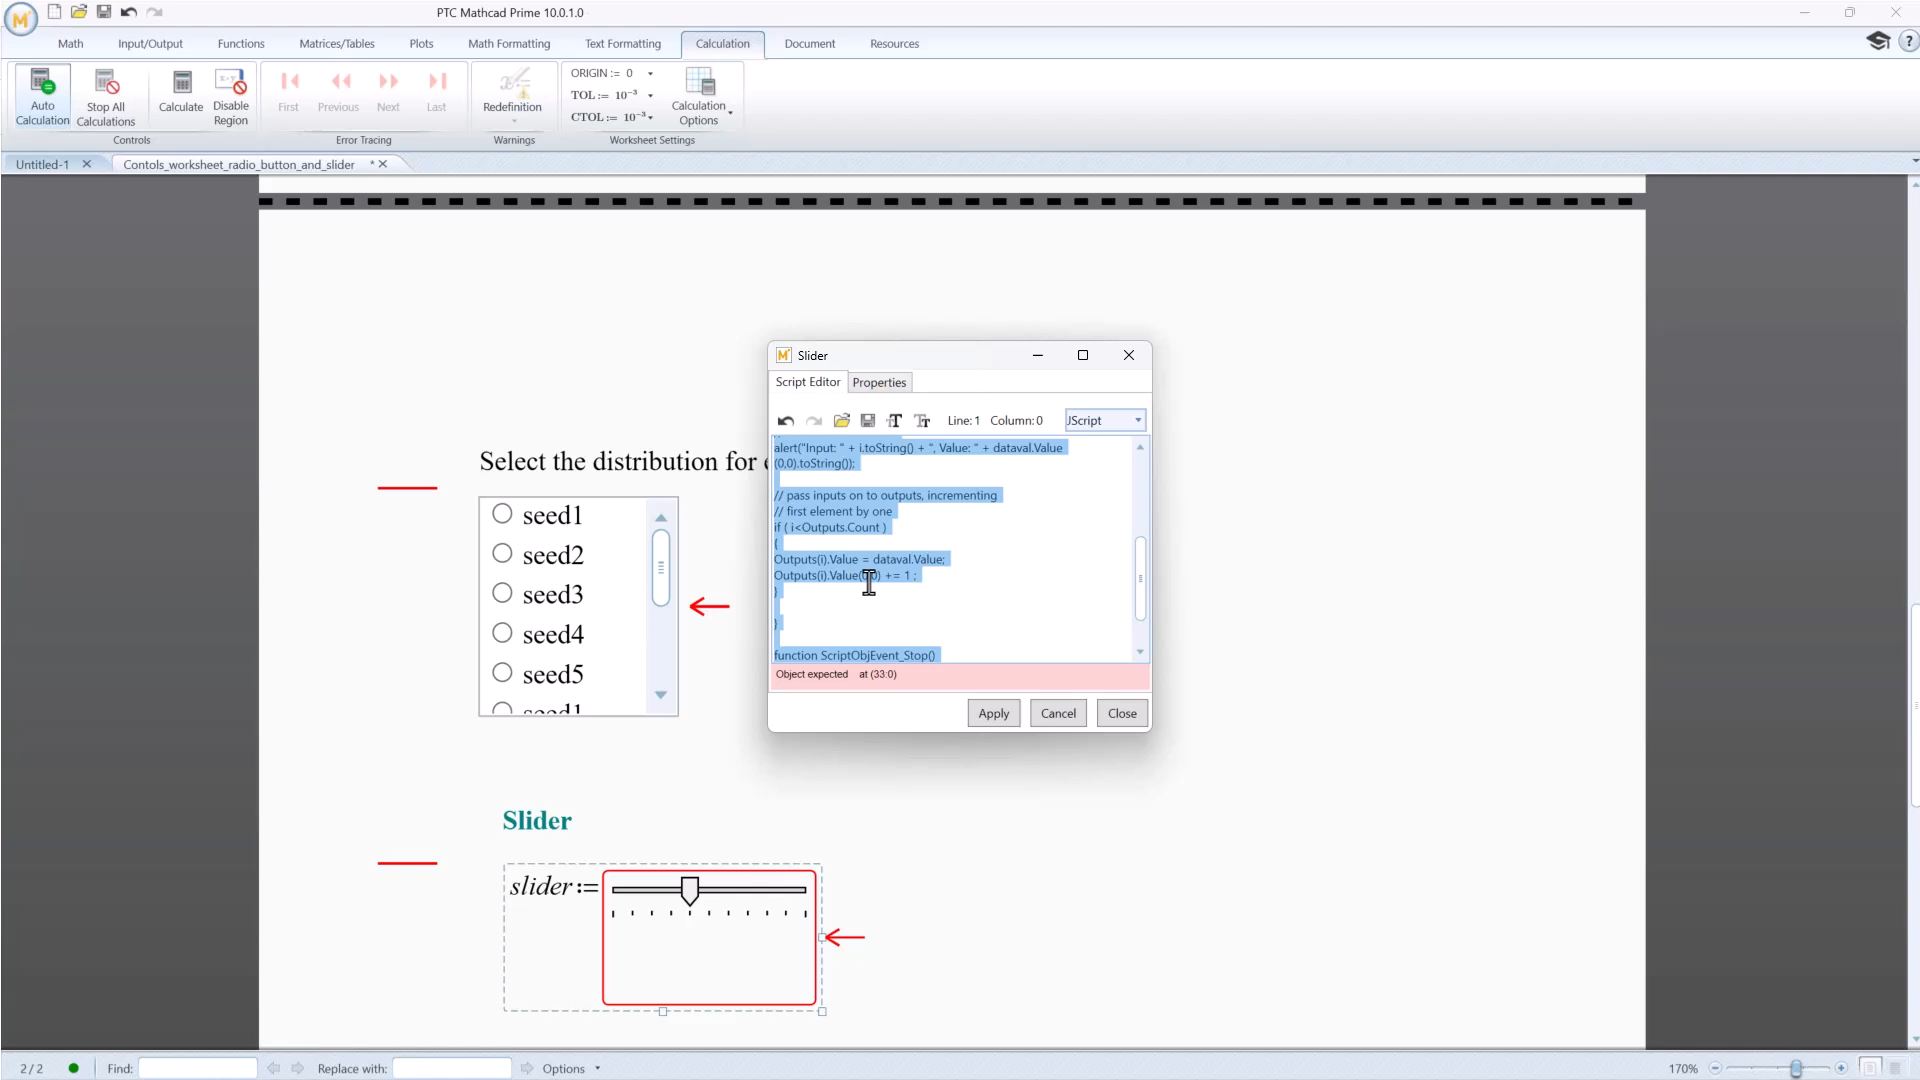 PTC Mathcad Prime 10.0.1.0
Math
Input/Output
Functions
Matrices/Tables
Plots
Math Formatting
Text Formatting
Calculation
Document
Resources
Auto
Calculation
Stop All
Calculations
Calculate
Disable
Region
First
Previous
Next
Last
Redefinition
ORIGIN := 0
TOL := 10⁻³
CTOL := 10⁻³
Calculation
Options
Controls
Error Tracing
Warnings
Worksheet Settings
Untitled-1
Contols_worksheet_radio_button_and_slider *
Select the distribution for
seed1
seed2
seed3
seed4
seed5
seed1
Slider
Script Editor
Properties
Line: 1 Column: 0
JScript
alert("Input: " + i.toString() + ", Value: " + dataval.Value
(0,0).toString());
// pass inputs on to outputs, incrementing
// first element by one
if ( i<Outputs.Count )
{
Outputs(i).Value = dataval.Value;
Outputs(i).Value(0,0) += 1 ;
}
}
function ScriptObjEvent_Stop()
Object expected at (33:0)
Apply
Cancel
Close
Slider
slider :=
2 / 2
Find:
Replace with:
Options
170%